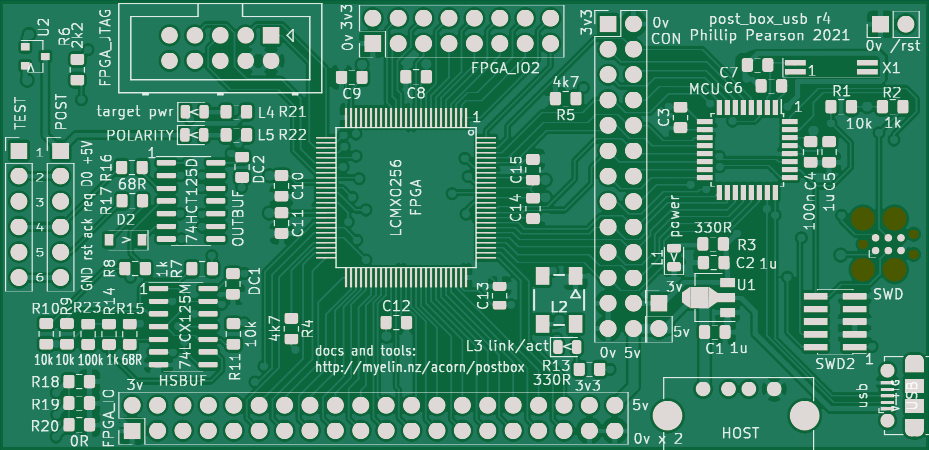 U2
R6
2k2
FPGA_JTAG
0v 3v3
FPGA_IO2
3v3
0v
CON
post_box_usb r4
Phillip Pearson 2021
0v /rst
C9
C8
4k7
R5
C7
C6
MCU
1
X1
TEST
POST
target pwr
L4 R21
POLARITY
L5 R22
1
C3
1
R1
10k
R2
1k
1
2
3
4
5
6
GND rst ack req D0 +5V
R17 R16
68R
D2
1
74HCT125D
OUTBUF
DC2
C10
C11
LCMXO256
FPGA
C15
C14
100n C4
1u C5
power
L1
330R
R3
C2 1u
3v
U1
5v
C1 1u
SWD
SWD2
1
R8
1k
R7
1
74LCX125M
HSBUF
DC1
R11 10k
4k7
R4
C12
C13
L2
L3 link/act
R13
330R
3v3
0v 5v
R10
R9
R23
R14
R15
10k 10k 100k 1k 68R
docs and tools:
http://myelin.nz/acorn/postbox
R18
R19
R20
0R
FPGA_IO
3v
5v
0v x 2
HOST
usb
USB